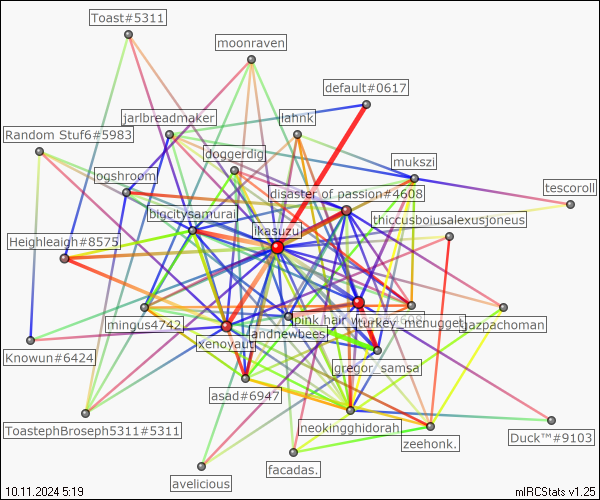 Toast#5311
moonraven
default#0617
jarlbreadmaker
lahnk
Random Stuf6#5983
doggerdig
mukszi
ogshroom
disaster of passion#4608
tescoroll
bigcitysamurai
thiccusboiusalexusjoneus
ikasuzu
Heighleaigh#8575
mingus4742
pink hair
turkey_mcnugget
gazpachoman
andnewbees
xenoyaut
Knowun#6424
gregor_samsa
asad#6947
neokingghidorah
ToastephBroseph5311#5311
zeehonk.
Duck™#9103
avelicious
facadas.
10.11.2024 5:19
mIRCStats v1.25